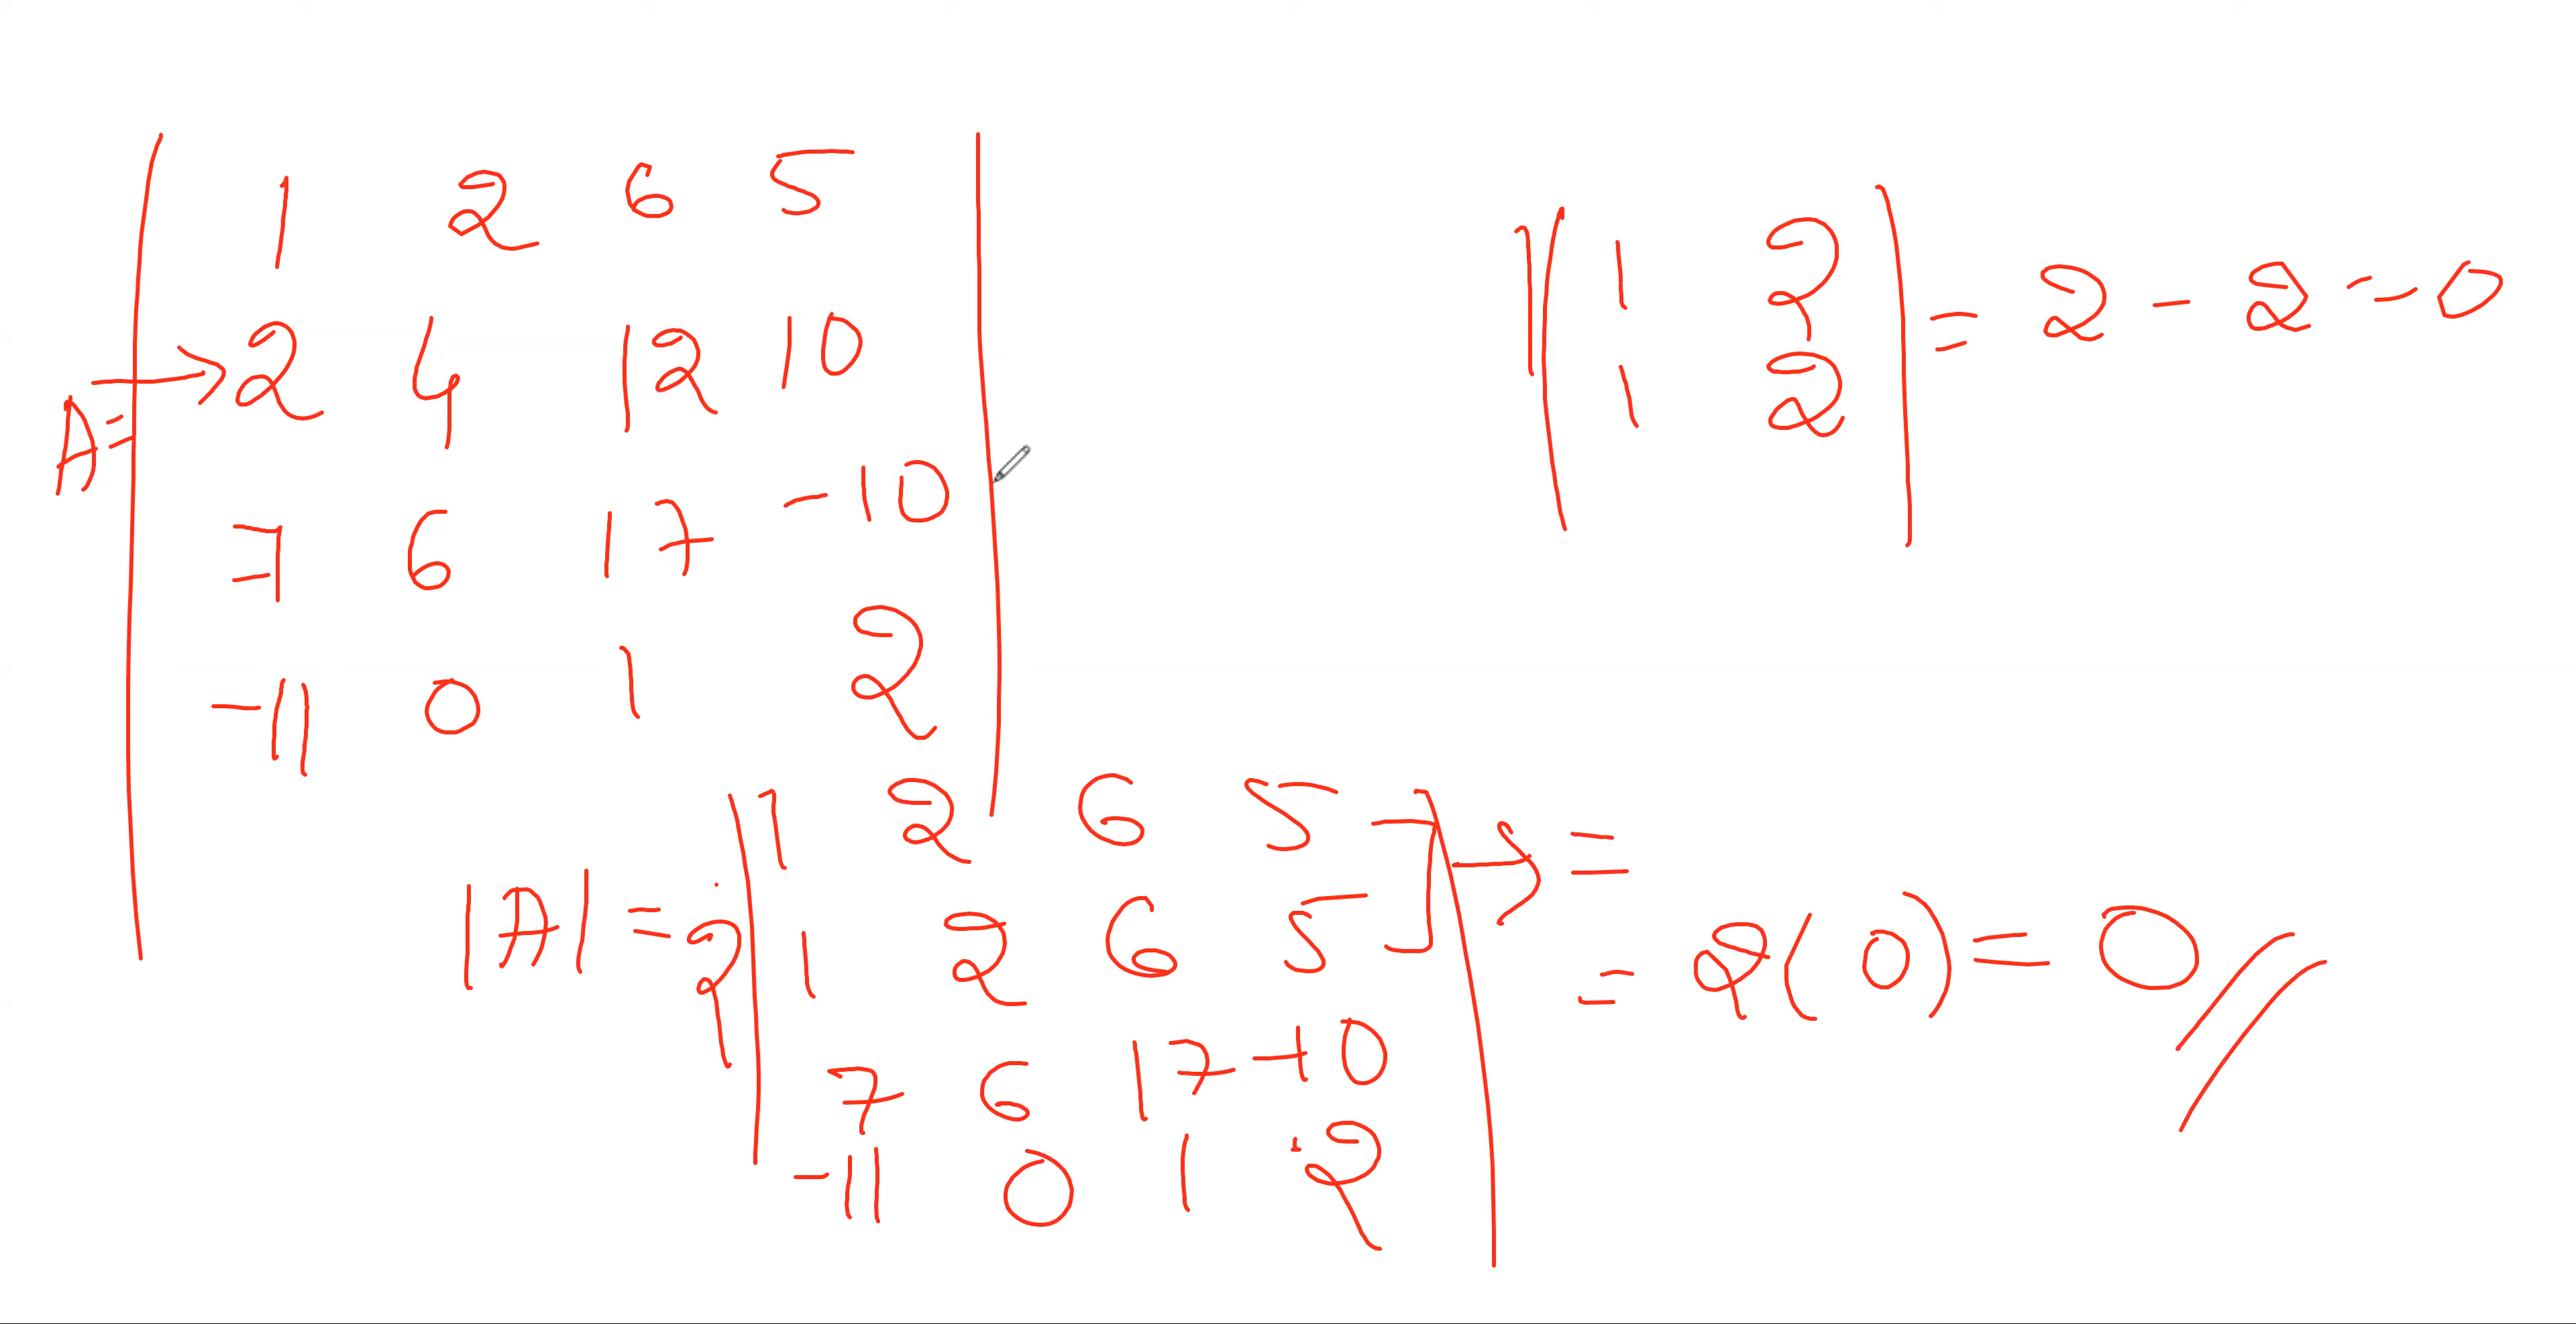 1 2 6 5
A= → 2 4 12 10
7 6 17 -10
-11 0 1 2
| 1 2 | = 2 - 2 = 0
1 2
1 2 6 5
|A| = 2 | 1 2 6 5 ] → =
7 6 17 -10
-11 0 1 2
= 2(0) = 0 //